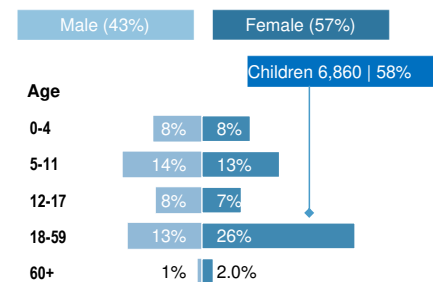 Male (43%) Female (57%)
Children 6,860 | 58%
Age
0-4 8% 8%
5-11 14% 13%
12-17 8% 7%
18-59 13% 26%
60+ 1% 2.0%